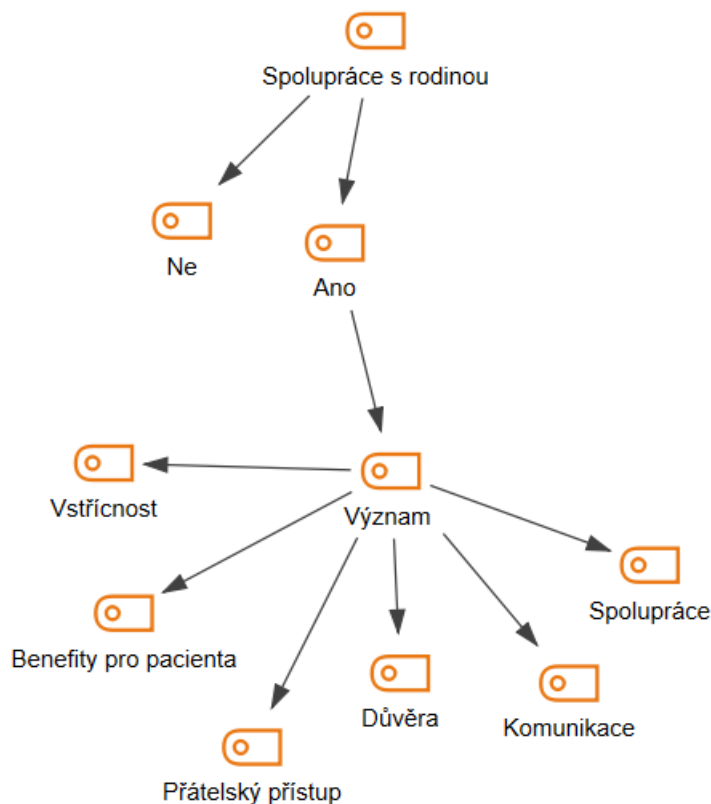 Spolupráce s rodinou
Ne
Ano
Vstřícnost
Význam
Spolupráce
Benefity pro pacienta
Důvěra
Komunikace
Přátelský přístup